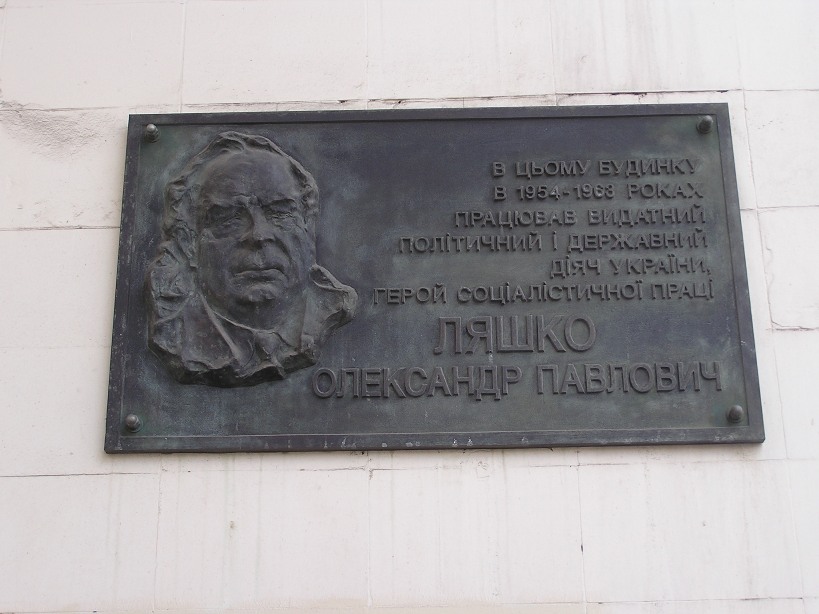 В ЦЬОМУ БУДИНКУ
В 1954-1963 РОКАХ
ПРАЦЮВАВ ВИДАТНИЙ
ПОЛІТИЧНИЙ І ДЕРЖАВНИЙ
ДІЯЧ УКРАЇНИ,
ГЕРОЙ СОЦІАЛІСТИЧНОЇ ПРАЦІ
ЛЯШКО
ОЛЕКСАНДР ПАВЛОВИЧ